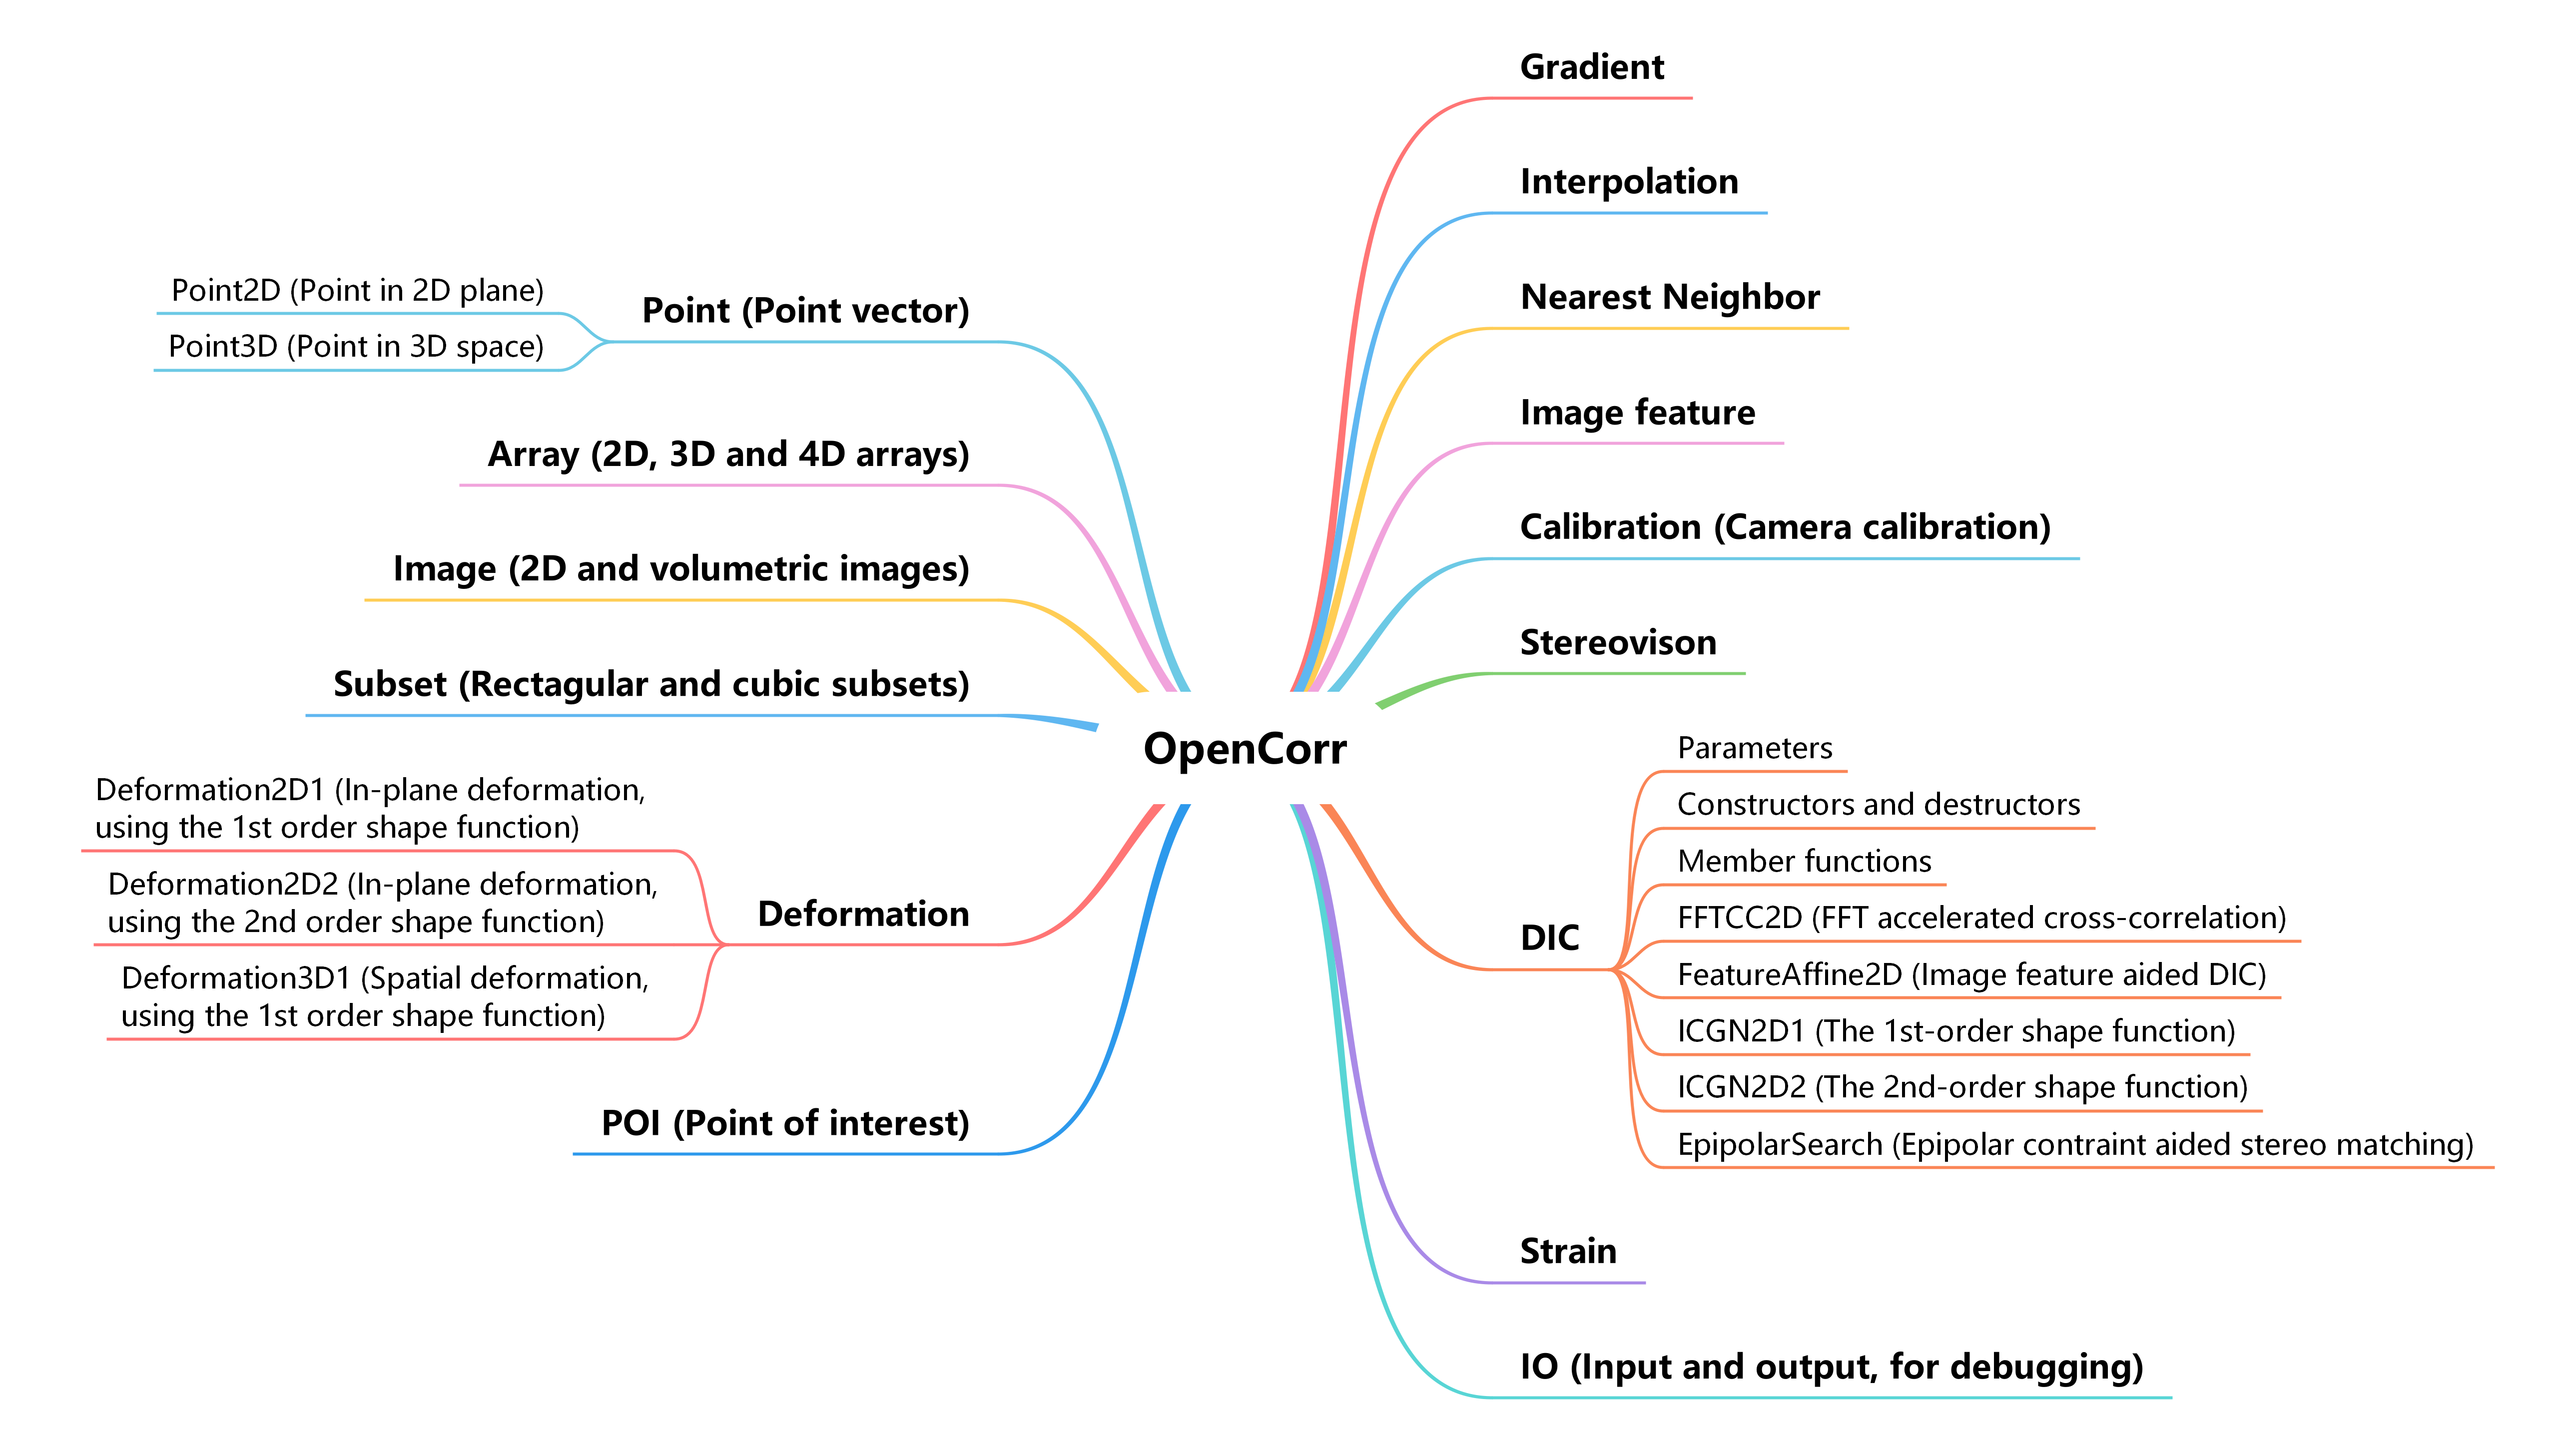 OpenCorr
Point (Point vector)
Point2D (Point in 2D plane)
Point3D (Point in 3D space)
Array (2D, 3D and 4D arrays)
Image (2D and volumetric images)
Subset (Rectagular and cubic subsets)
Deformation
Deformation2D1 (In-plane deformation,
using the 1st order shape function)
Deformation2D2 (In-plane deformation,
using the 2nd order shape function)
Deformation3D1 (Spatial deformation,
using the 1st order shape function)
POI (Point of interest)
Gradient
Interpolation
Nearest Neighbor
Image feature
Calibration (Camera calibration)
Stereovison
DIC
Parameters
Constructors and destructors
Member functions
FFTCC2D (FFT accelerated cross-correlation)
FeatureAffine2D (Image feature aided DIC)
ICGN2D1 (The 1st-order shape function)
ICGN2D2 (The 2nd-order shape function)
EpipolarSearch (Epipolar contraint aided stereo matching)
Strain
IO (Input and output, for debugging)